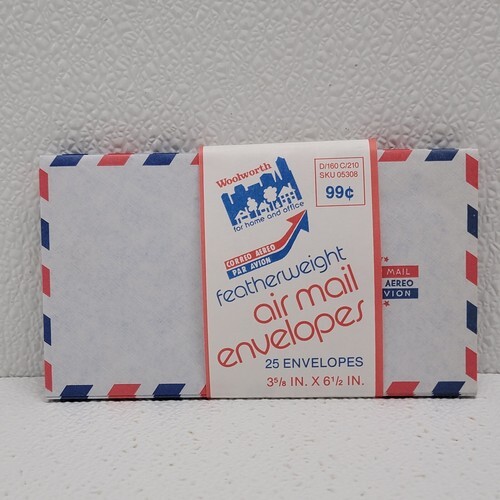 Woolworth
for home and office
D/160 C/210
SKU 05308
99¢
CORREO AEREO
PAR AVION
featherweight
air mail
envelopes
25 ENVELOPES
3⅝ IN. X 6½ IN.
MAIL
AEREO
VION